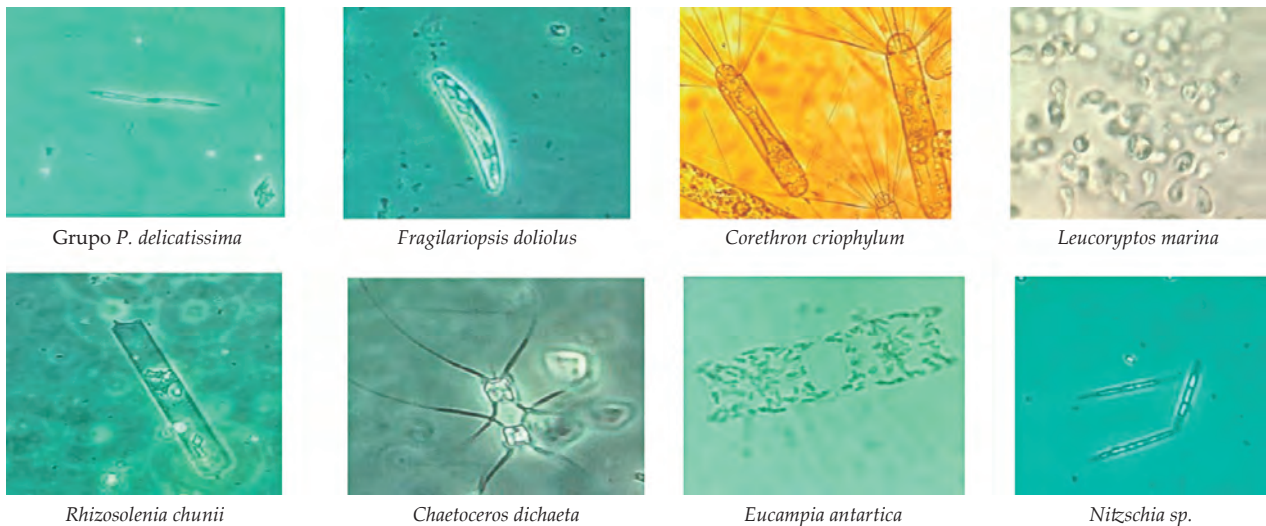 Grupo P. delicatissima
Fragilariopsis doliolus
Corethron criophylum
Leucoryptos marina
Rhizosolenia chunii
Chaetoceros dichaeta
Eucampia antartica
Nitzschia sp.